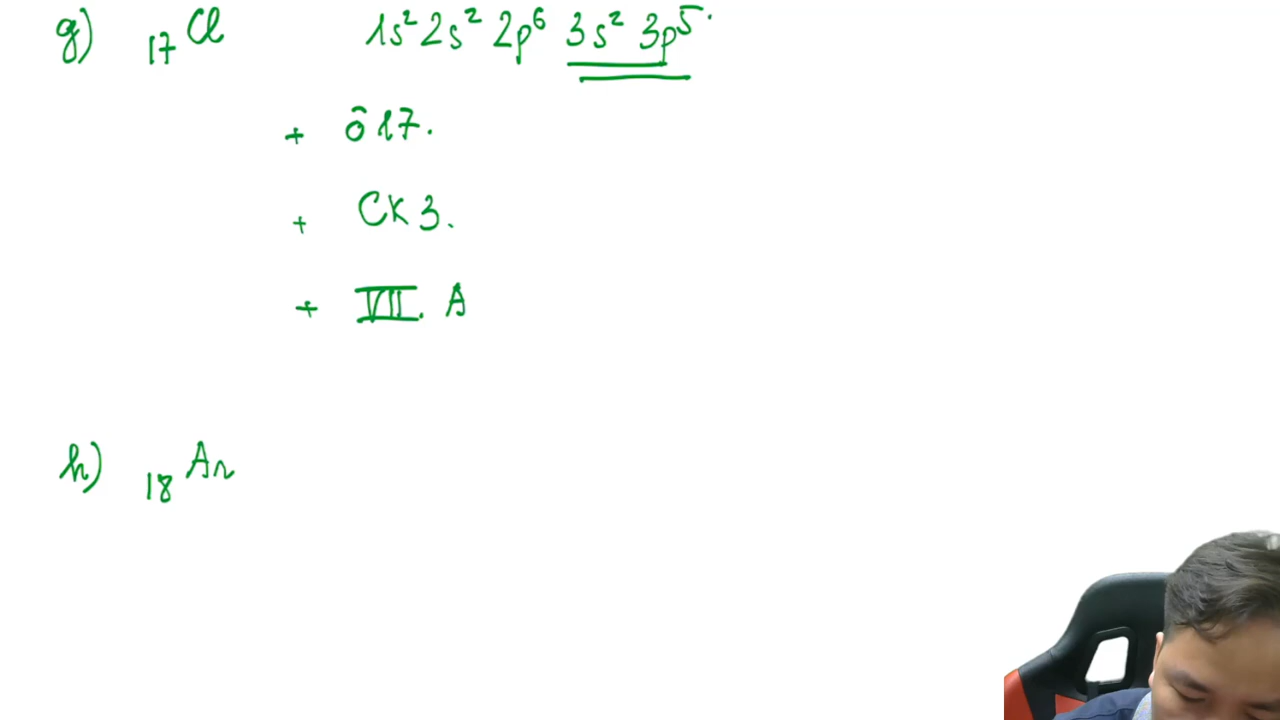 g) ₁₇Cl 1s² 2s² 2p⁶ 3s² 3p⁵.
+ ô 17.
+ CK 3.
+ VII. A
h) ₁₈Ar